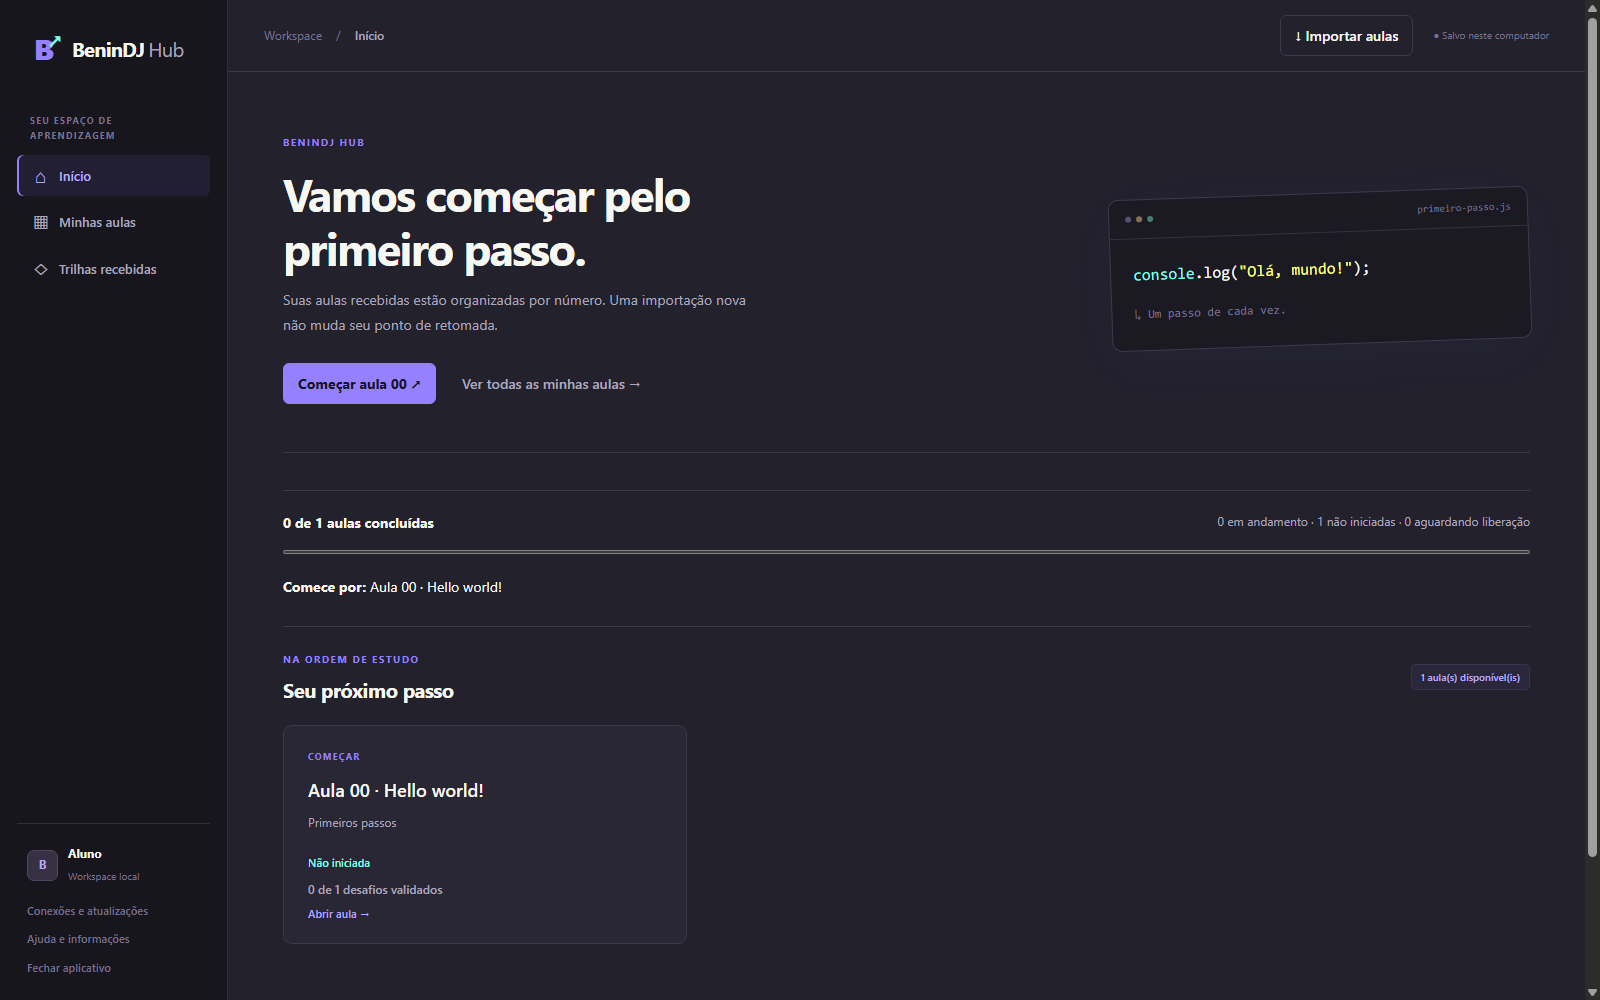 BeninDJ Hub
SEU ESPAÇO DE
APRENDIZAGEM
Início
Minhas aulas
Trilhas recebidas
B
Aluno
Workspace local
Conexões e atualizações
Ajuda e informações
Fechar aplicativo
Workspace / Início
↓ Importar aulas
• Salvo neste computador
BENINDJ HUB
Vamos começar pelo
primeiro passo.
Suas aulas recebidas estão organizadas por número. Uma importação nova
não muda seu ponto de retomada.
Começar aula 00 ↗
Ver todas as minhas aulas →
primeiro-passo.js
console.log("Olá, mundo!");
↳ Um passo de cada vez.
0 de 1 aulas concluídas
0 em andamento · 1 não iniciadas · 0 aguardando liberação
Comece por: Aula 00 · Hello world!
NA ORDEM DE ESTUDO
Seu próximo passo
1 aula(s) disponível(is)
COMEÇAR
Aula 00 · Hello world!
Primeiros passos
Não iniciada
0 de 1 desafios validados
Abrir aula →